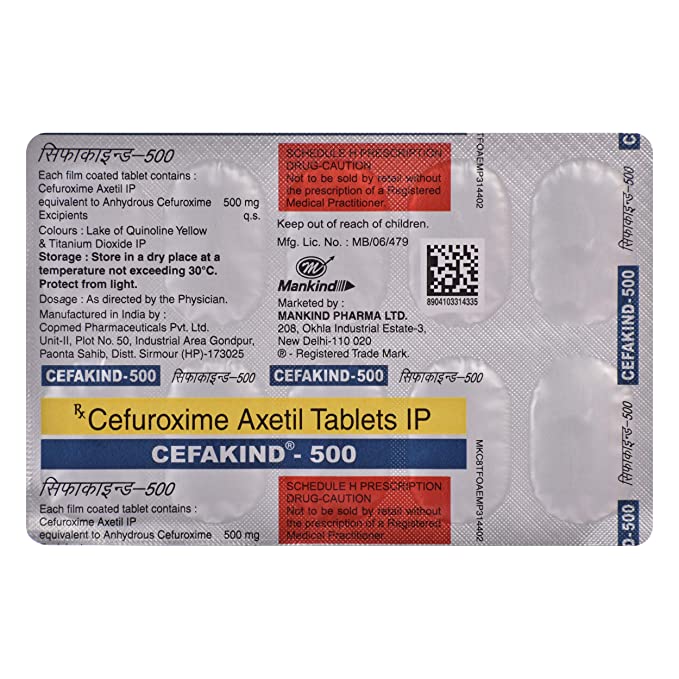 सिफाकाइन्ड-500
Each film coated tablet contains :
Cefuroxime Axetil IP
equivalent to Anhydrous Cefuroxime 500 mg
Excipients q.s.
Colours : Lake of Quinoline Yellow
& Titanium Dioxide IP
Storage : Store in a dry place at a
temperature not exceeding 30°C.
Protect from light.
Dosage : As directed by the Physician.
Manufactured in India by :
Copmed Pharmaceuticals Pvt. Ltd.
Unit-II, Plot No. 50, Industrial Area Gondpur,
Paonta Sahib, Distt. Sirmour (HP)-173025
SCHEDULE H PRESCRIPTION
DRUG-CAUTION
Not to be sold by retail without
the prescription of a Registered
Medical Practitioner.
Keep out of reach of children.
Mfg. Lic. No. : MB/06/479
Mankind
Marketed by :
MANKIND PHARMA LTD.
208, Okhla Industrial Estate-3,
New Delhi-110 020
® - Registered Trade Mark.
8904103314335
TFOAEMP314402
CEFAKIND-500 सिफाकाइन्ड-500 CEFAKIND-500 सिफाकाइन्ड-500
Rx Cefuroxime Axetil Tablets IP
CEFAKIND® - 500
MKC8TFOAEMP314402
सिफाकाइन्ड-500
Each film coated tablet contains :
Cefuroxime Axetil IP
equivalent to Anhydrous Cefuroxime 500 mg
SCHEDULE H PRESCRIPTION
DRUG-CAUTION
Not to be sold by retail without
the prescription of a Registered
Medical Practitioner.
सिफाकाइन्ड-500
CEFAKIND-500
सिफाकाइन्ड-500
-500